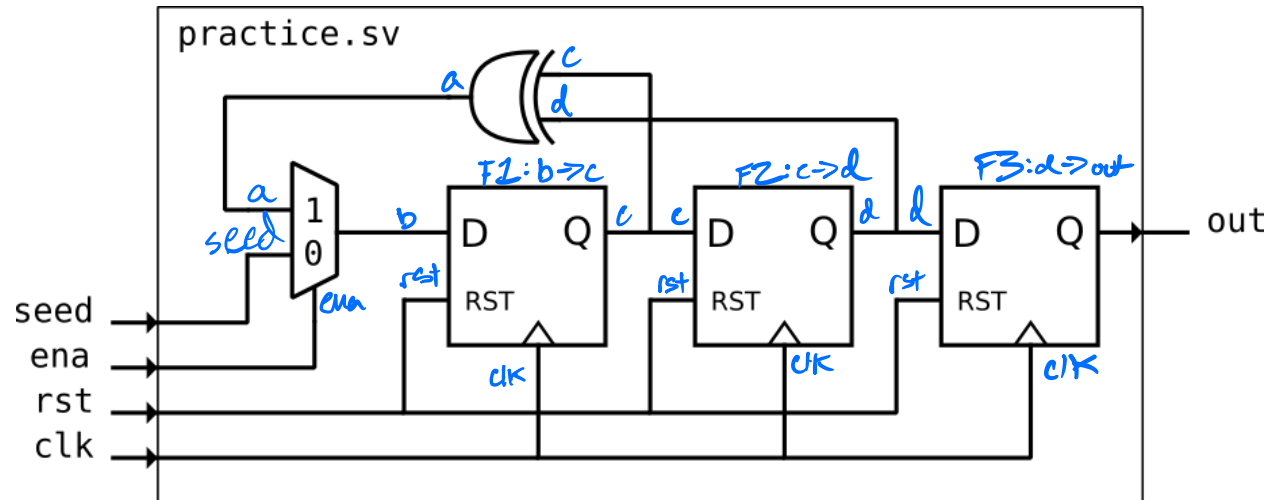 practice.sv
c
a
d
F1: b->c
F2: c->d
F3: d->out
a
1
seed
0
b
D
Q
c
c
D
Q
d
d
D
Q
out
rst
RST
rst
RST
rst
RST
ena
seed
ena
clk
clk
clk
rst
clk